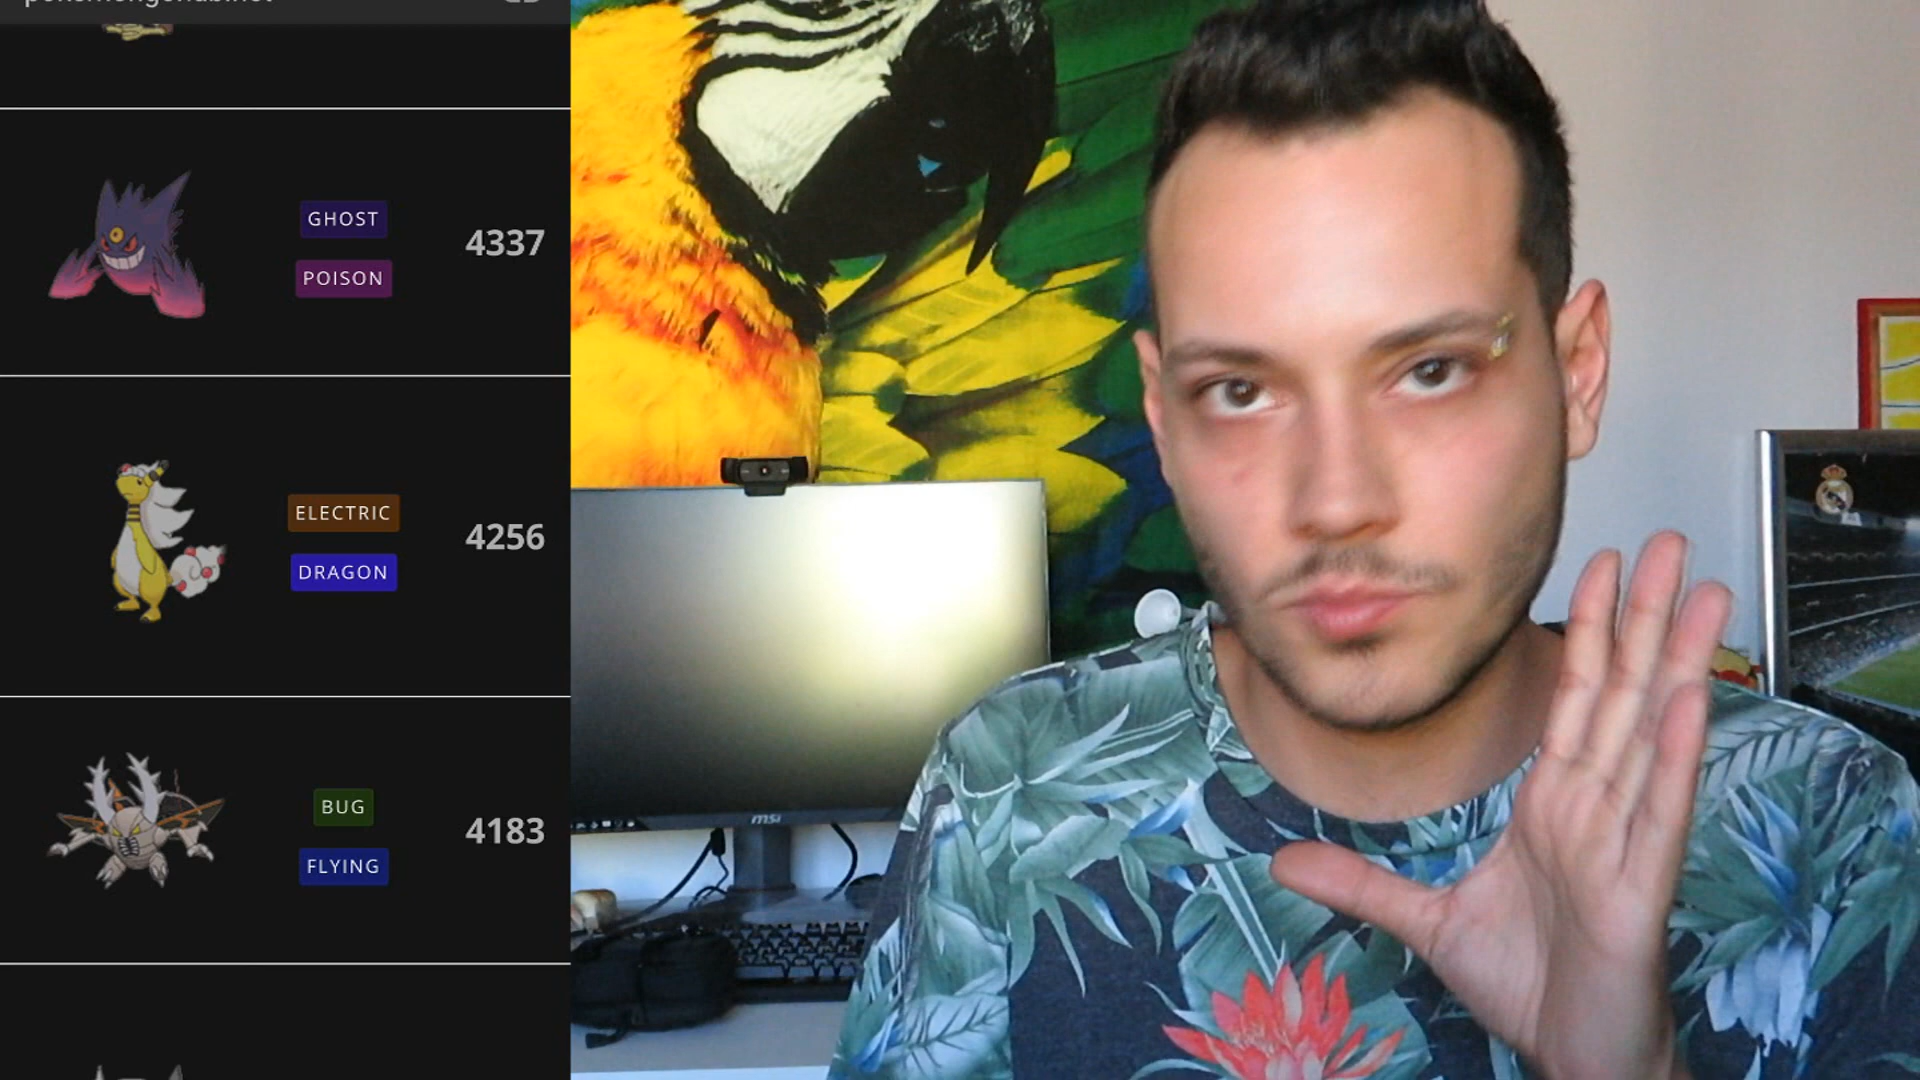 GHOST
POISON
4337
ELECTRIC
DRAGON
4256
BUG
FLYING
4183
msi